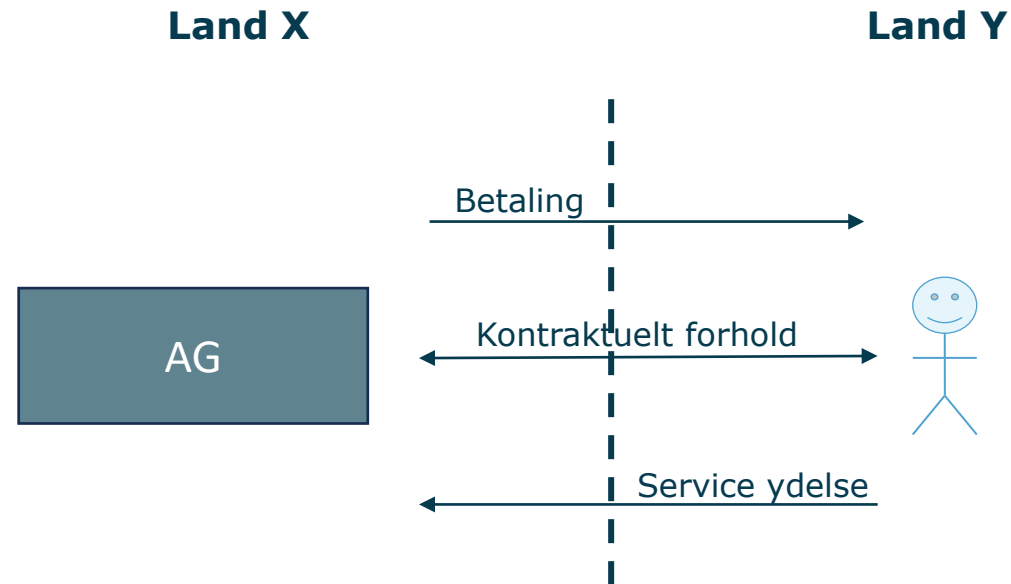 Land X
Land Y
Betaling
AG
Kontraktuelt forhold
Service ydelse